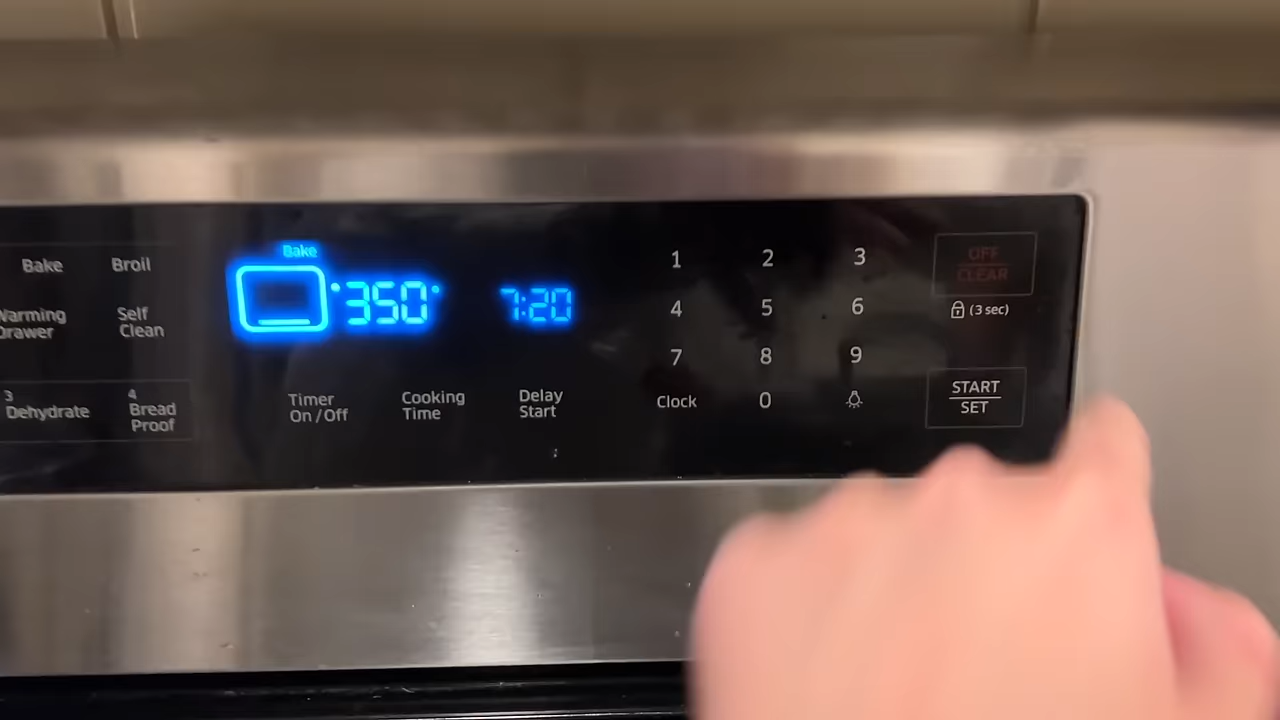 Bake
Broil
Warming
Drawer
Self
Clean
3
Dehydrate
4
Bread
Proof
Bake
350°
7:20
Timer
On/Off
Cooking
Time
Delay
Start
1 2 3
4 5 6
7 8 9
Clock 0
OFF
CLEAR
(3 sec)
START
SET